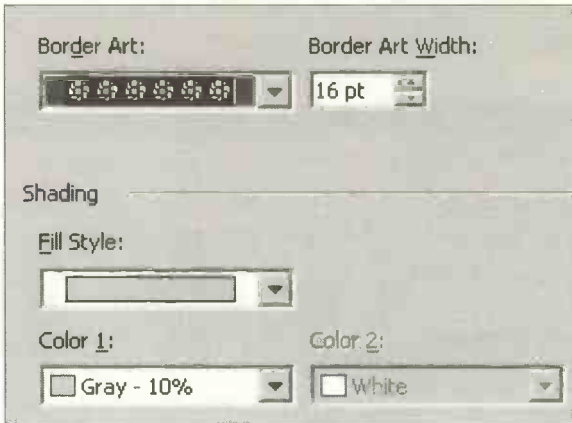 Border Art: Border Art Width:
16 pt
Shading
Fill Style:
Color 1: Color 2:
Gray - 10% White